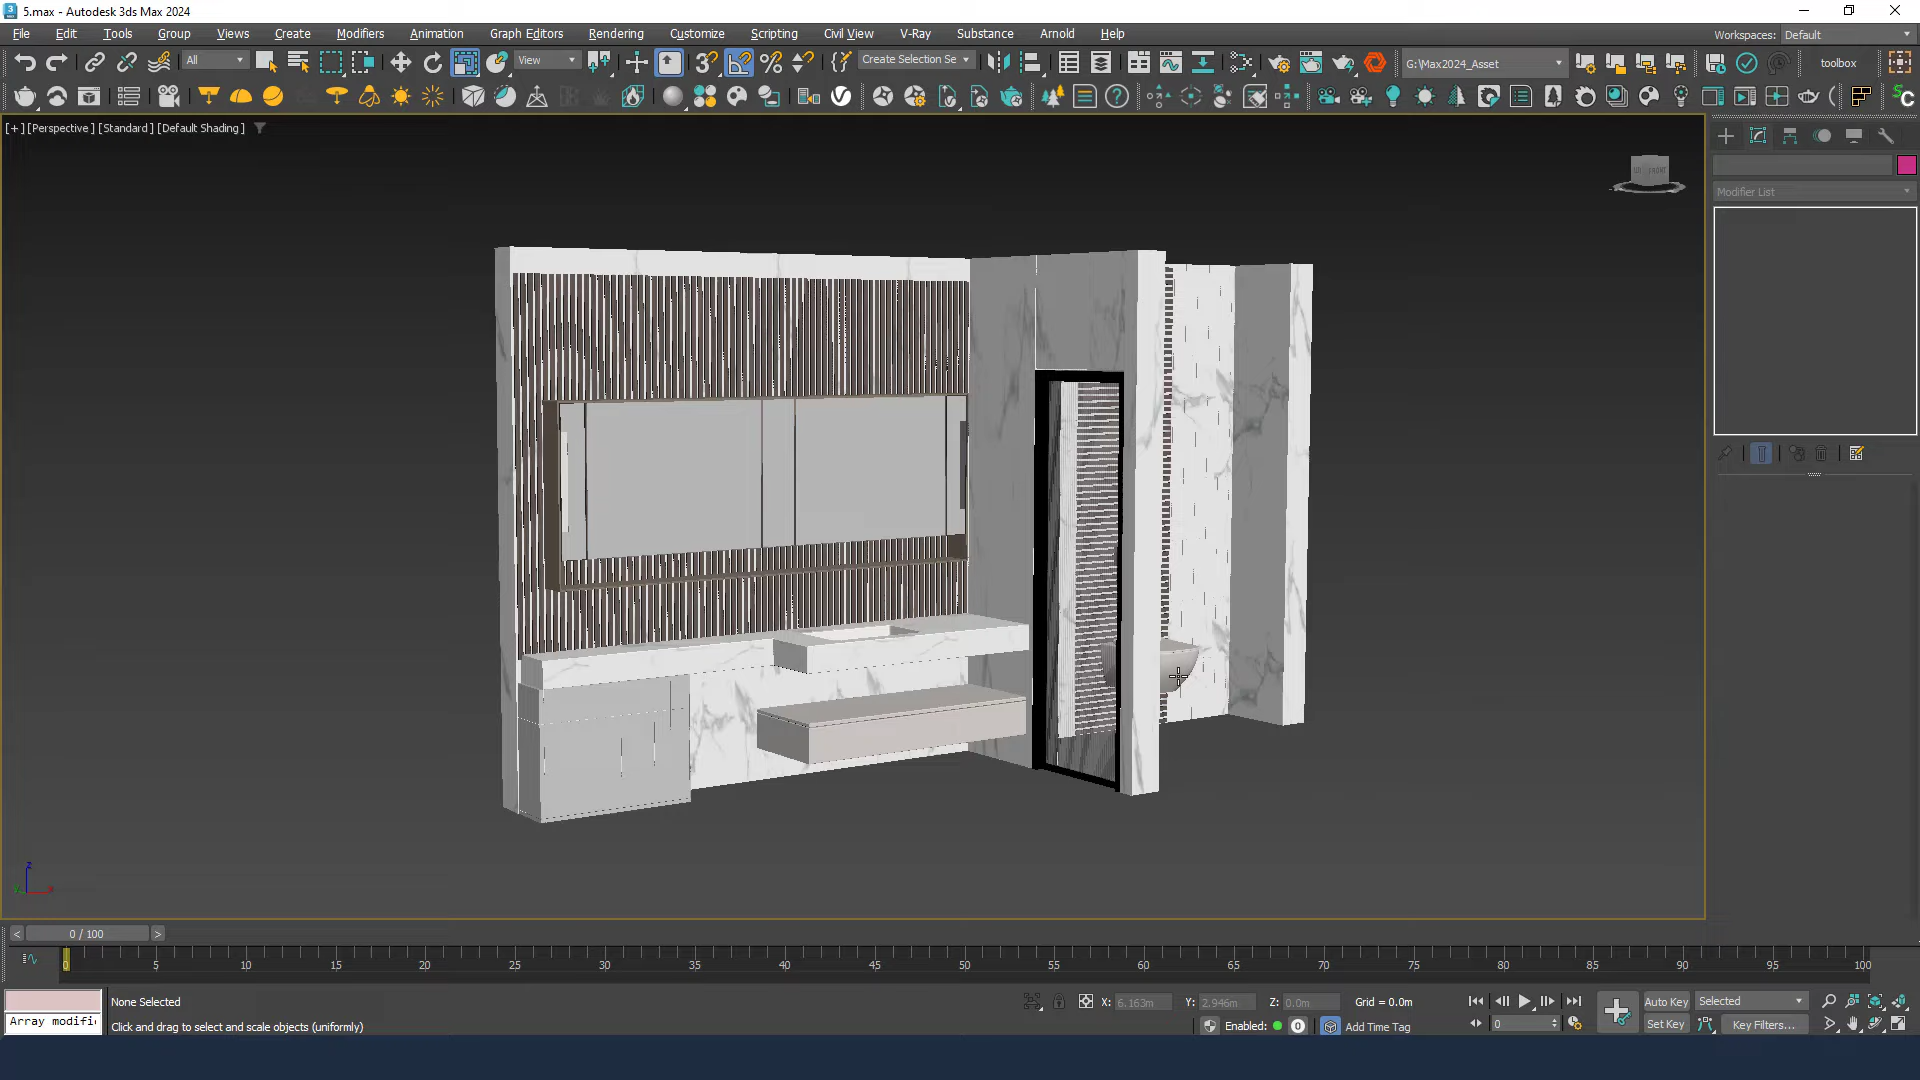 5.max - Autodesk 3ds Max 2024
File Edit Tools Group Views Create Modifiers Animation Graph Editors Rendering Customize Scripting Civil View V-Ray Substance Arnold Help
Workspaces: Default
All
View
Create Selection Se
G:\Max2024_Asset
toolbox
[+] [Perspective] [Standard] [Default Shading]
FRONT
Modifier List
z
0 / 100
0 5 10 15 20 25 30 35 40 45 50 55 60 65 70 75 80 85 90 95 100
None Selected
X: 6.163m Y: 2.946m Z: 0.0m Grid = 0.0m
Auto Key Selected
Array modifi
Click and drag to select and scale objects (uniformly)
Enabled: 0 Add Time Tag
0
Set Key Key Filters...